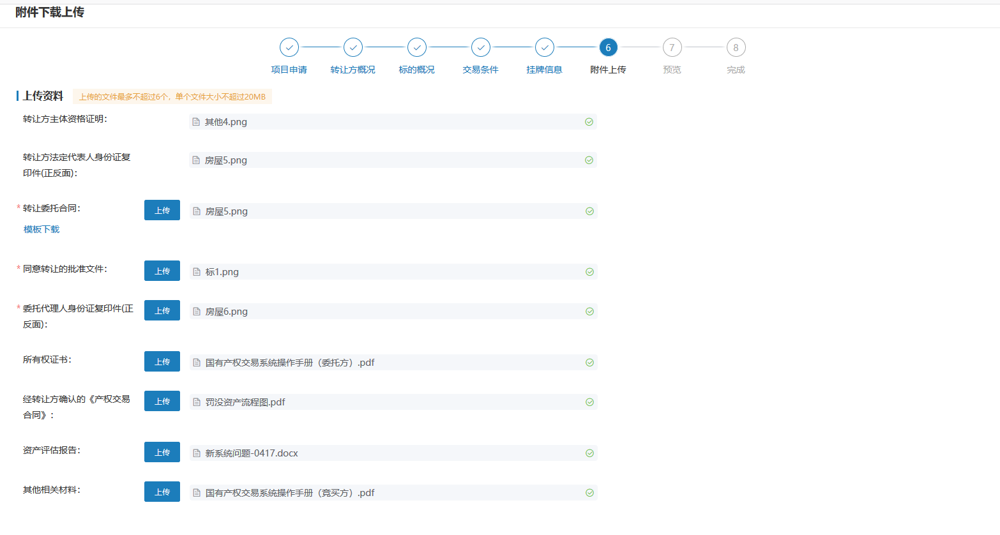 附件下载上传
6 7 8
项目申请 转让方概况 标的概况 交易条件 挂牌信息 附件上传 预览 完成
上传资料 上传的文件最多不超过6个，单个文件大小不超过20MB
转让方主体资格证明： 其他4.png
转让方法定代表人身份证复 房屋5.png
印件(正反面)：
* 转让委托合同： 上传 房屋5.png
模板下载
* 同意转让的批准文件： 上传 标1.png
* 委托代理人身份证复印件(正 上传 房屋6.png
反面)：
所有权证书： 上传 国有产权交易系统操作手册（委托方）.pdf
经转让方确认的《产权交易 上传 罚没资产流程图.pdf
合同》：
资产评估报告： 上传 新系统问题-0417.docx
其他相关材料： 上传 国有产权交易系统操作手册（竞买方）.pdf